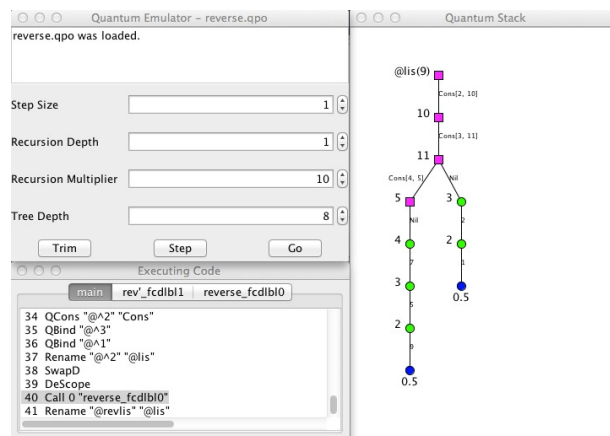 Quantum Emulator - reverse.qpo
reverse.qpo was loaded.
Step Size 1
Recursion Depth 1
Recursion Multiplier 10
Tree Depth 8
Trim Step Go
Executing Code
main rev'_fcdlbl1 reverse_fcdlbl0
34 QCons "@^2" "Cons"
35 QBind "@^3"
36 QBind "@^1"
37 Rename "@^2" "@lis"
38 SwapD
39 DeScope
40 Call 0 "reverse_fcdlbl0"
41 Rename "@revlis" "@lis"
Quantum Stack
@lis(9)
Cons[2, 10]
10
Cons[3, 11]
11
Cons[4, 5] Nil
5 3
Nil 2
4 2
7 1
3 0.5
5
2
9
0.5